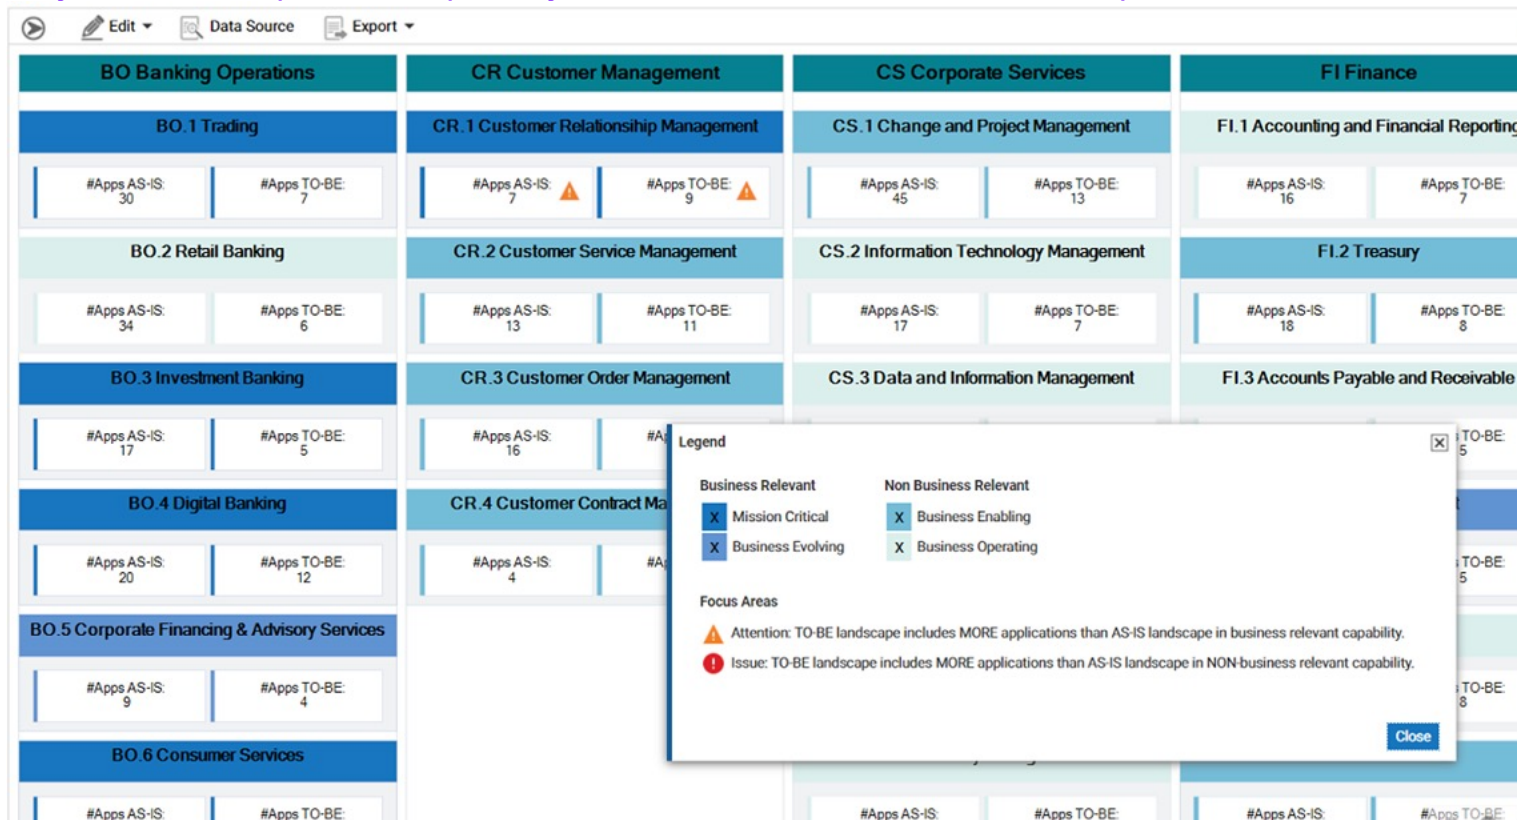 Edit
Data Source
Export
BO Banking Operations
CR Customer Management
CS Corporate Services
FI Finance
BO.1 Trading
CR.1 Customer Relationsihip Management
CS.1 Change and Project Management
FI.1 Accounting and Financial Reporting
#Apps AS-IS:
30
#Apps TO-BE:
7
#Apps AS-IS:
7
#Apps TO-BE:
9
#Apps AS-IS:
45
#Apps TO-BE:
13
#Apps AS-IS:
16
#Apps TO-BE:
7
BO.2 Retail Banking
CR.2 Customer Service Management
CS.2 Information Technology Management
FI.2 Treasury
#Apps AS-IS:
34
#Apps TO-BE:
6
#Apps AS-IS:
13
#Apps TO-BE:
11
#Apps AS-IS:
17
#Apps TO-BE:
7
#Apps AS-IS:
18
#Apps TO-BE:
8
BO.3 Investment Banking
CR.3 Customer Order Management
CS.3 Data and Information Management
FI.3 Accounts Payable and Receivable
#Apps AS-IS:
17
#Apps TO-BE:
5
#Apps AS-IS:
16
#A
TO-BE:
5
BO.4 Digital Banking
CR.4 Customer Contract Ma
#Apps AS-IS:
20
#Apps TO-BE:
12
#Apps AS-IS:
4
#A
TO-BE:
5
BO.5 Corporate Financing & Advisory Services
#Apps AS-IS:
9
#Apps TO-BE:
4
TO-BE:
8
BO.6 Consumer Services
#Apps AS-IS:
#Apps TO-BE:
#Apps AS-IS:
#Apps TO-BE:
#Apps AS-IS:
#Apps TO-BE:
Legend
Business Relevant
Non Business Relevant
X Mission Critical
X Business Enabling
X Business Evolving
X Business Operating
Focus Areas
Attention: TO-BE landscape includes MORE applications than AS-IS landscape in business relevant capability.
Issue: TO-BE landscape includes MORE applications than AS-IS landscape in NON-business relevant capability.
Close